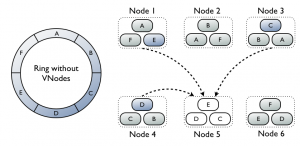 Node 1 Node 2 Node 3
A
F E
B
A F
C
B A
A
B
C
D
E
F
Ring without
VNodes
D
C B
E
D C
F
E D
Node 4 Node 5 Node 6